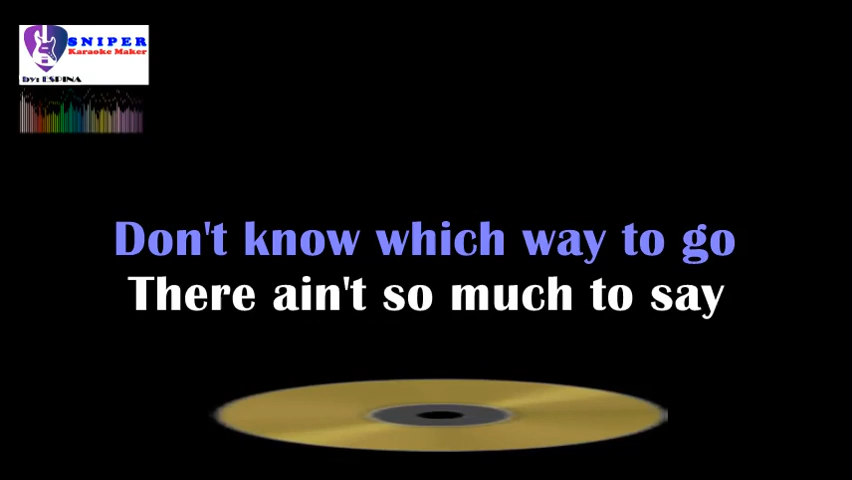 SNIPER
Karaoke Maker
by: ESPINA
Don't know which way to go
There ain't so much to say